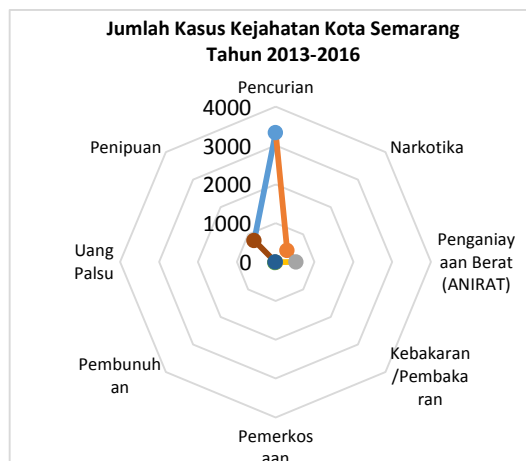 Jumlah Kasus Kejahatan Kota Semarang
Tahun 2013-2016
Pencurian
4000
3000
2000
1000
0
Narkotika
Penganiay
aan Berat
(ANIRAT)
Kebakaran
/Pembaka
ran
Pemerkos
aan
Pembunuh
an
Uang
Palsu
Penipuan